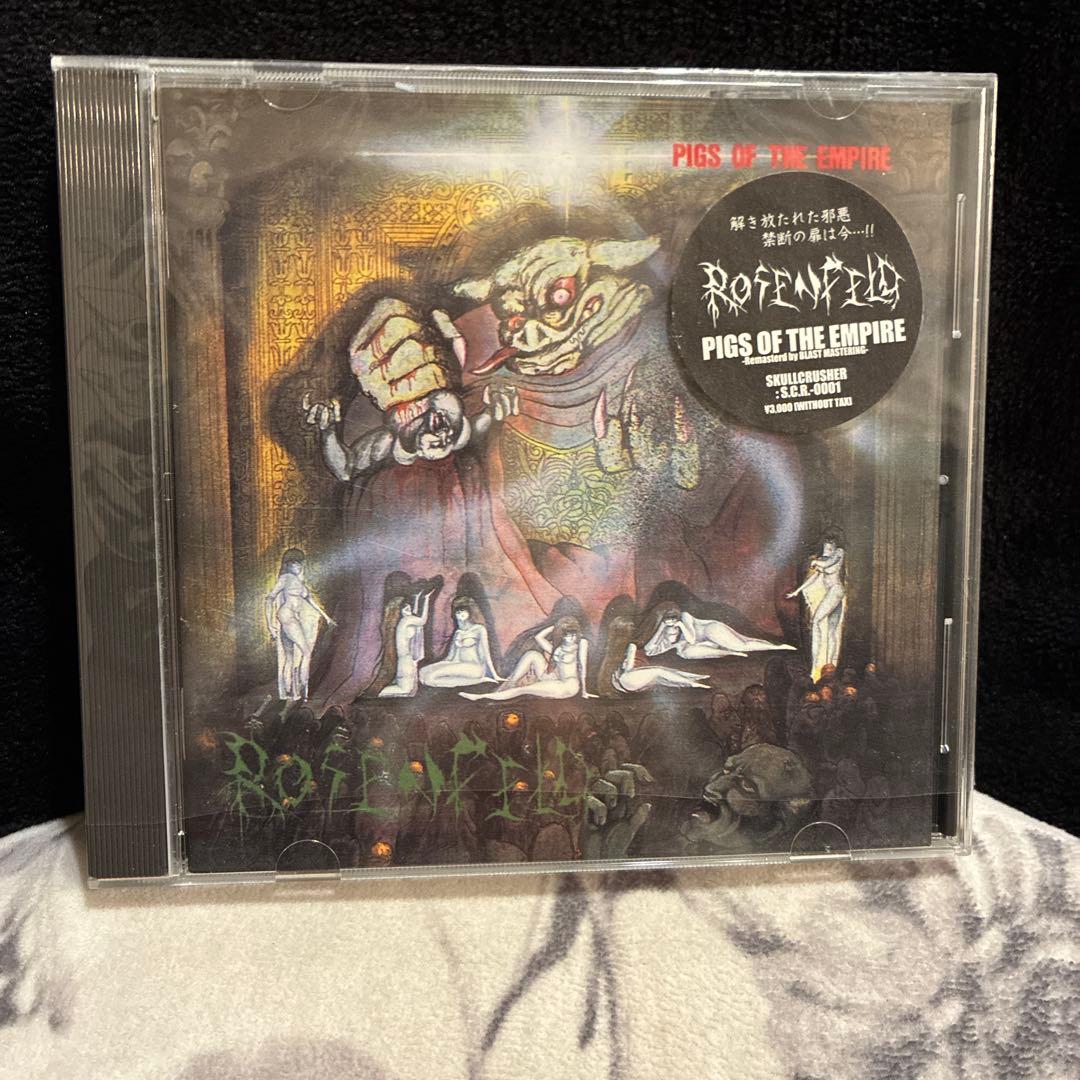 PIGS OF THE EMPIRE
解き放たれた邪悪
禁断の扉は今…!!
ROSENFELD
PIGS OF THE EMPIRE
-Remasterd by BLAST MASTERING-
SKULLCRUSHER
: S.C.R.-0001
¥3,000 [WITHOUT TAX]
ROSENFELD